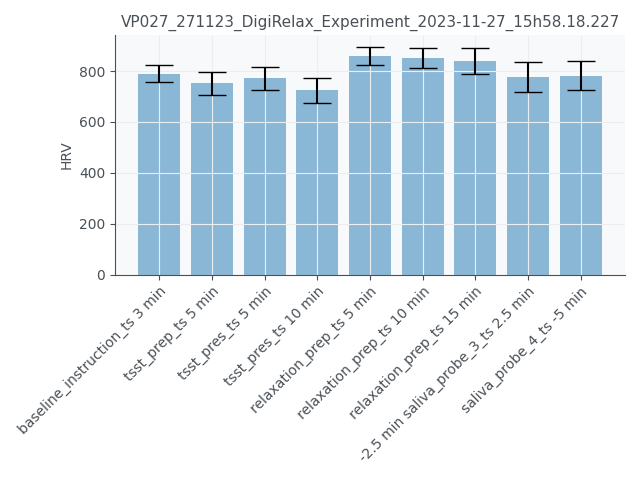 VP027_271123_DigiRelax_Experiment_2023-11-27_15h58.18.227
HRV
800
600
400
200
0
baseline_instruction_ts 3 min
tsst_prep_ts 5 min
tsst_pres_ts 5 min
tsst_pres_ts 10 min
relaxation_prep_ts 5 min
relaxation_prep_ts 10 min
relaxation_prep_ts 15 min
-2.5 min saliva_probe_3_ts 2.5 min
saliva_probe_4_ts -5 min